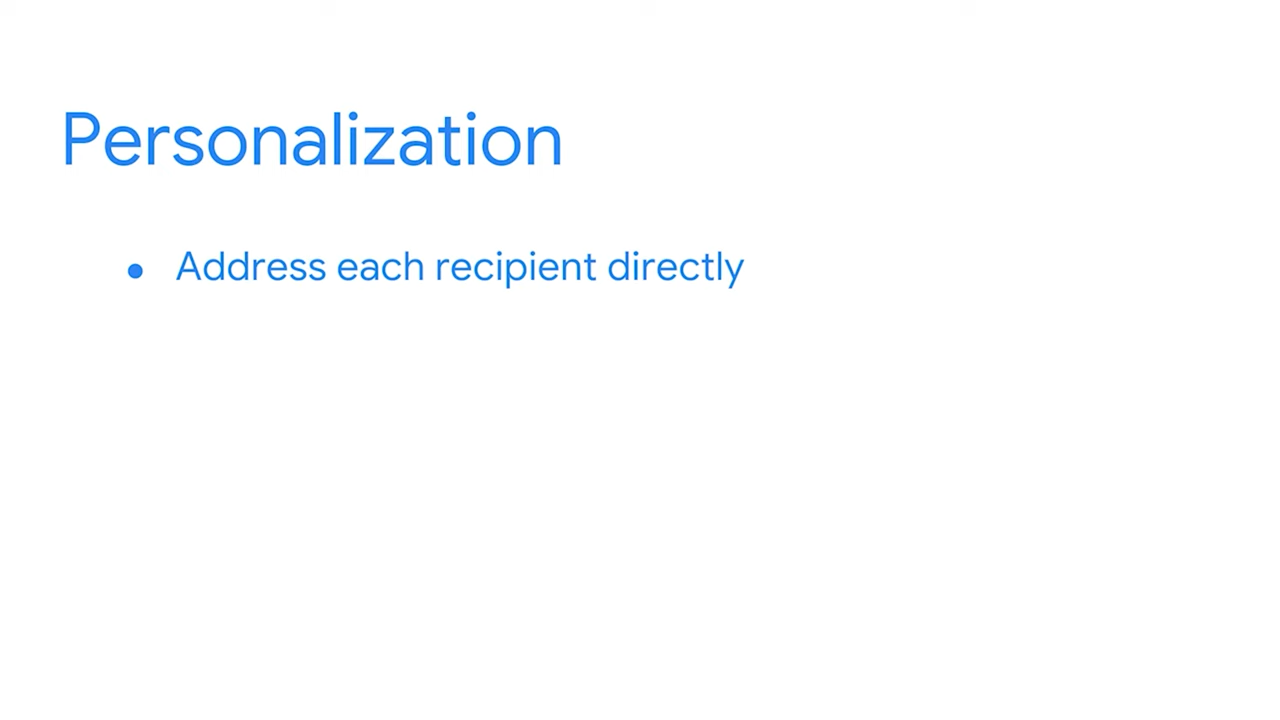 Personalization
• Address each recipient directly